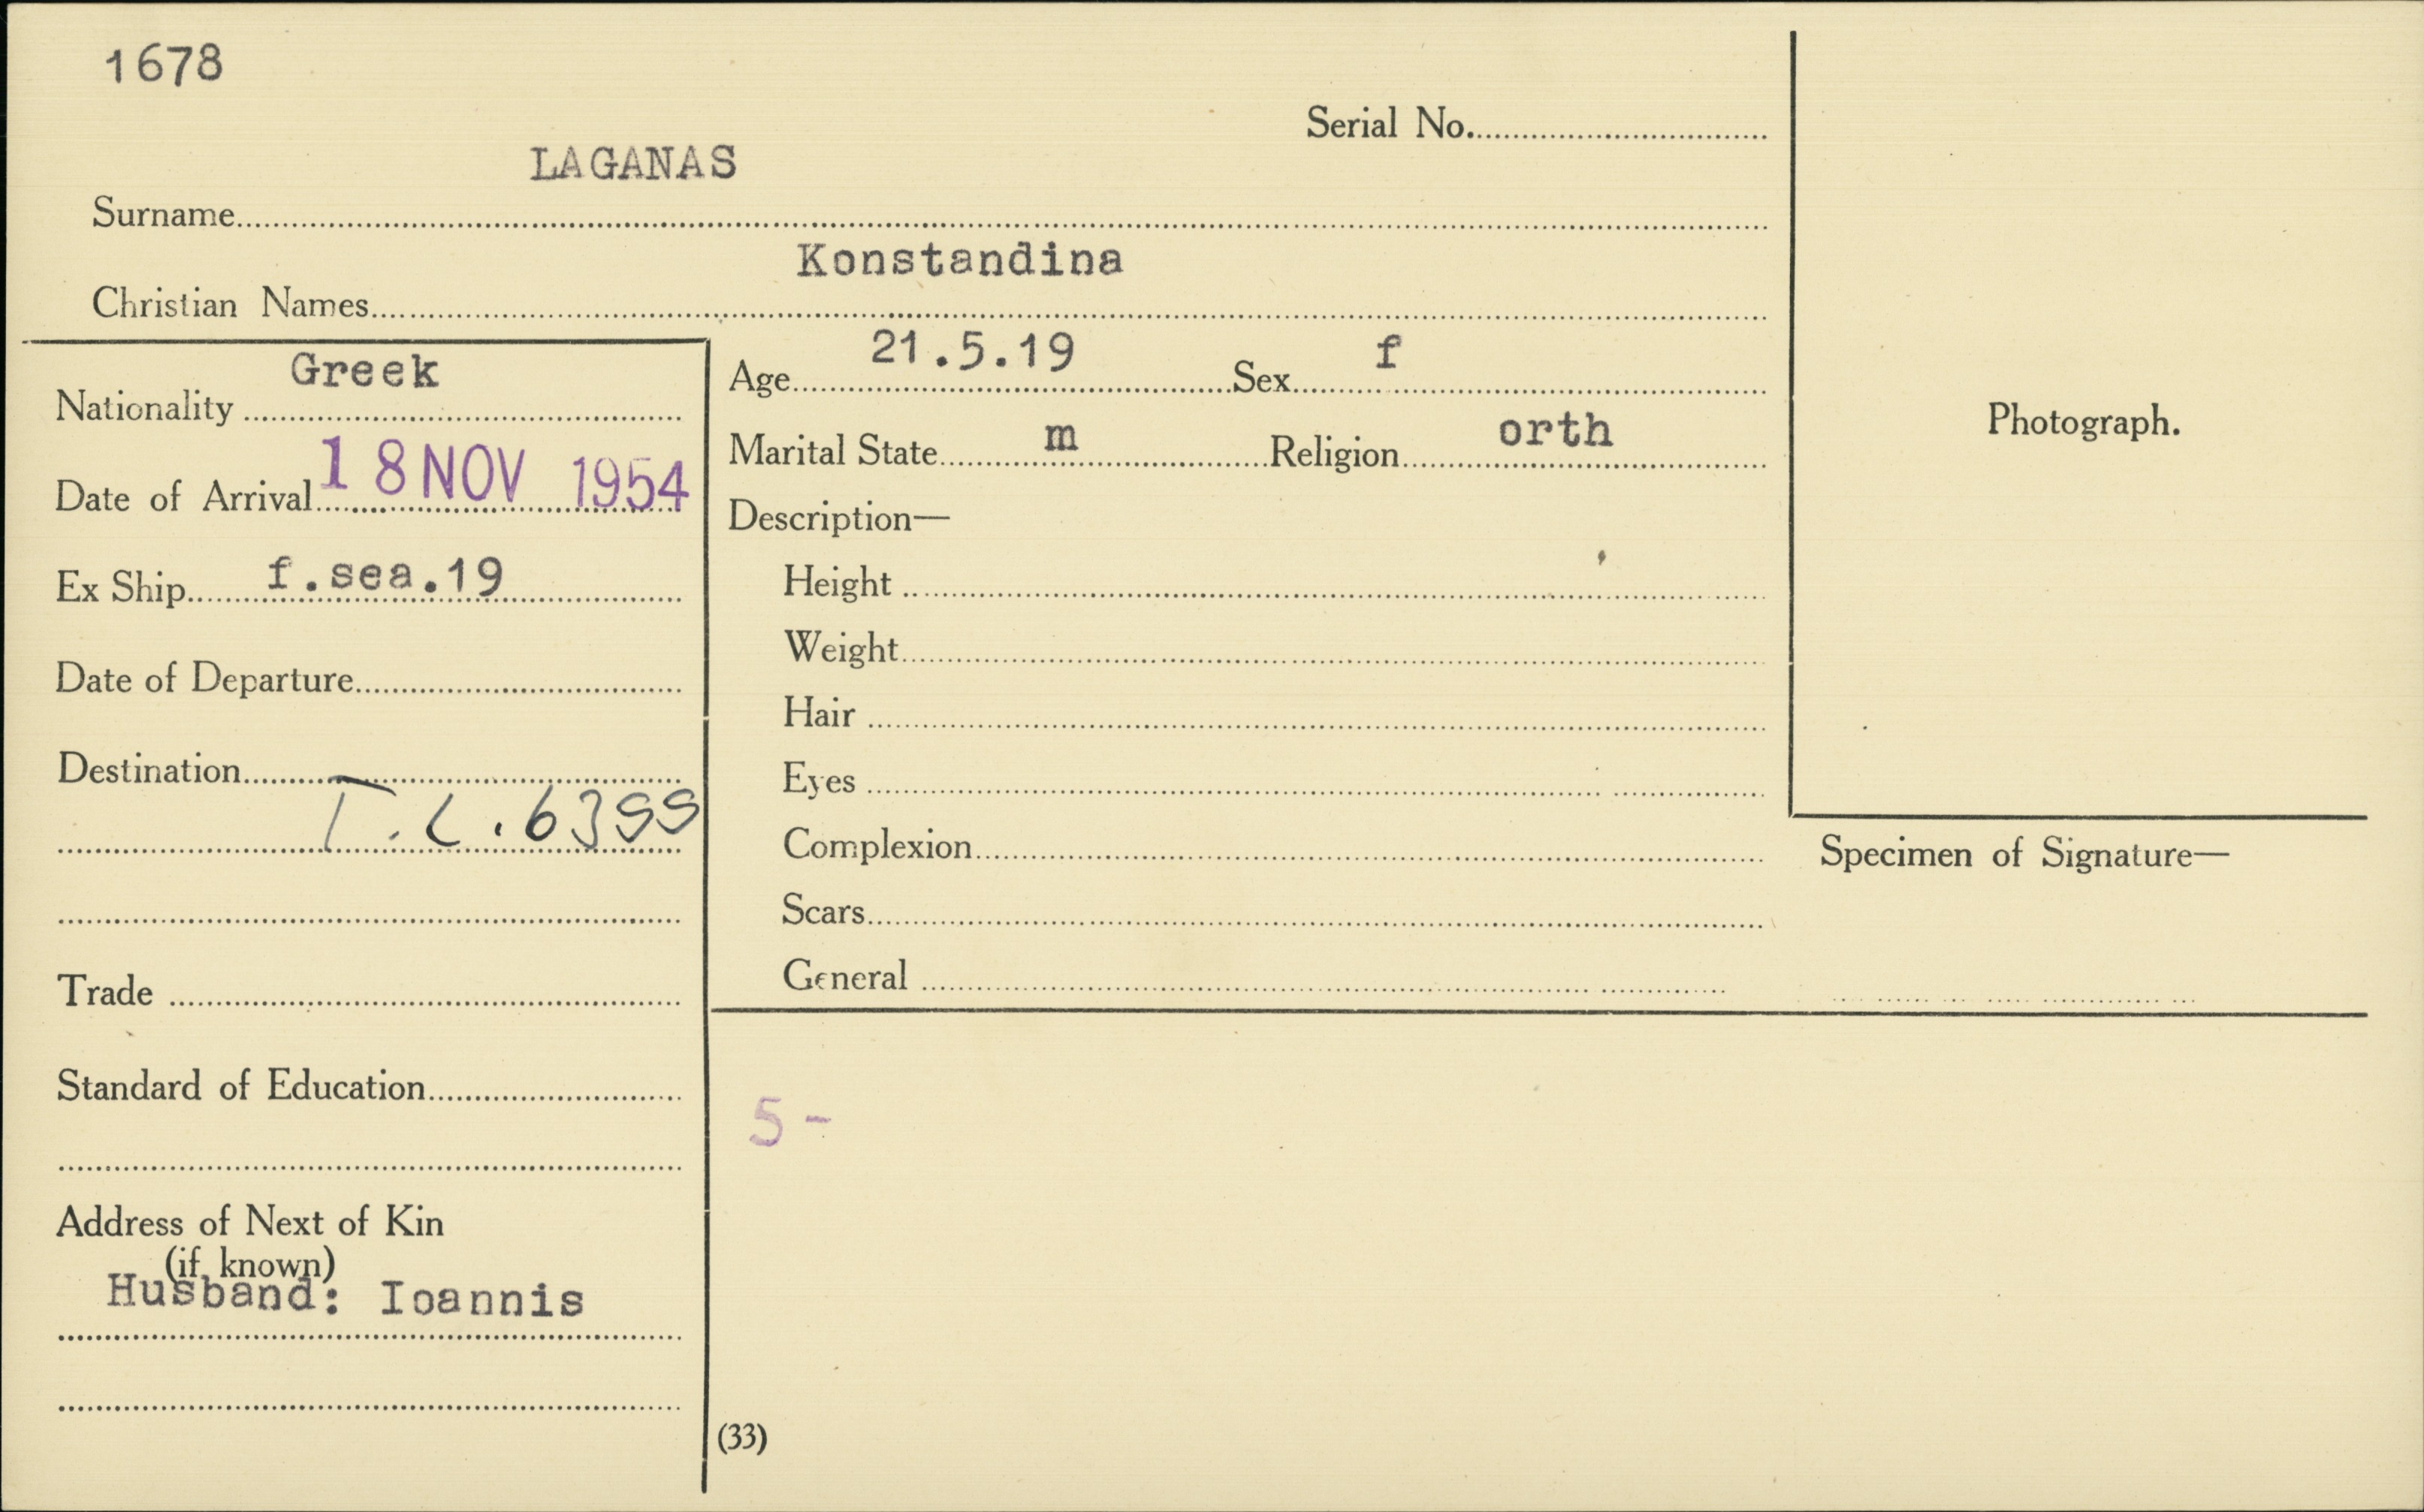 1678
Serial No.
LAGANAS
Surname
Konstandina
Christian Names
Greek
Nationality
18 NOV 1954
Date of Arrival
f.sea.19
Ex Ship
Date of Departure
Destination
T.L.6399
Trade
Standard of Education
Address of Next of Kin
(if known)
Husband: Ioannis
21.5.19 f
Age Sex
m orth
Marital State Religion
Description—
Height
Weight
Hair
Eyes
Complexion
Scars
General
5 -
(33)
Photograph.
Specimen of Signature—